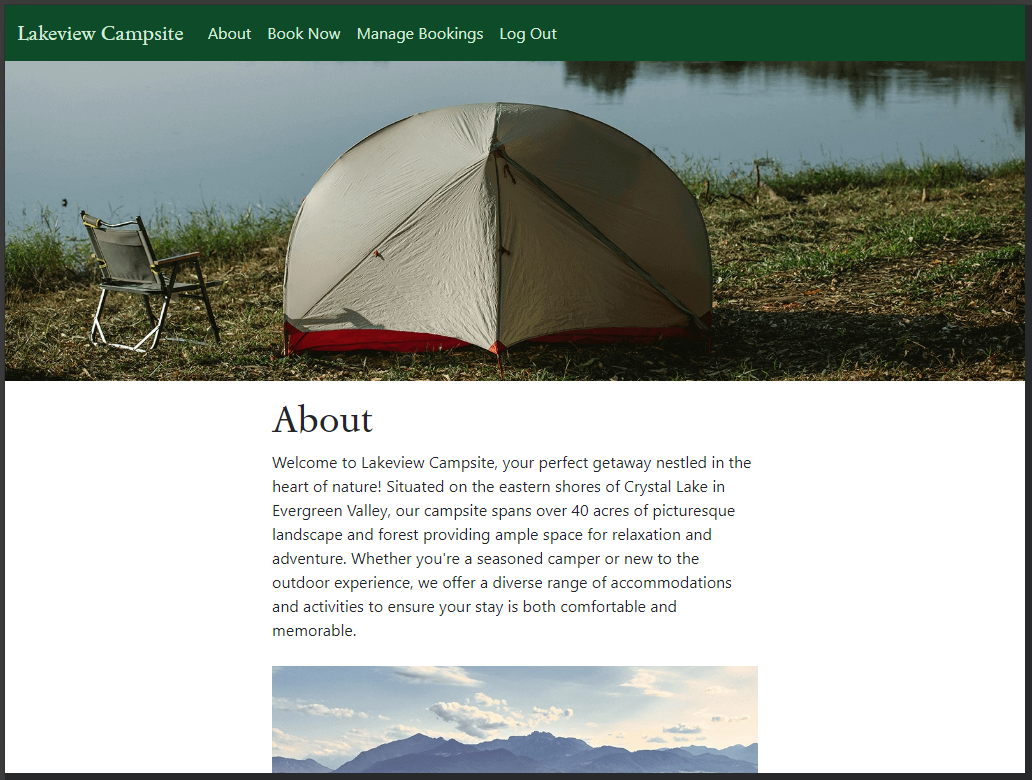 Lakeview Campsite About Book Now Manage Bookings Log Out
About
Welcome to Lakeview Campsite, your perfect getaway nestled in the
heart of nature! Situated on the eastern shores of Crystal Lake in
Evergreen Valley, our campsite spans over 40 acres of picturesque
landscape and forest providing ample space for relaxation and
adventure. Whether you're a seasoned camper or new to the
outdoor experience, we offer a diverse range of accommodations
and activities to ensure your stay is both comfortable and
memorable.